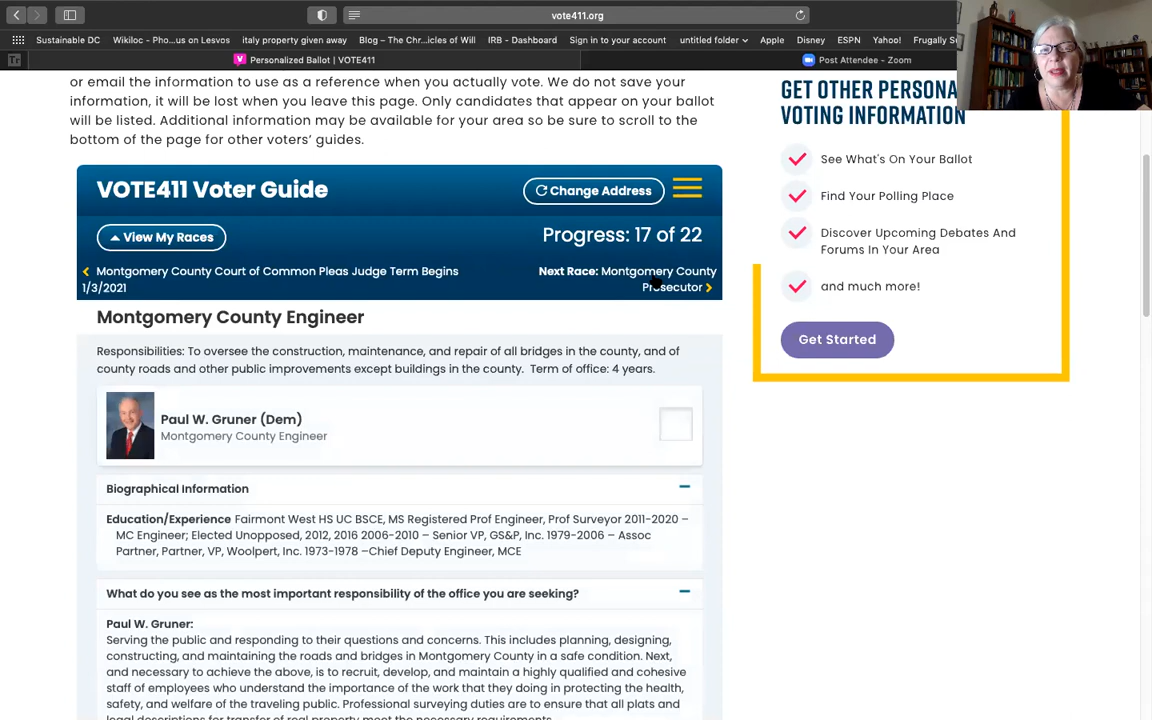 vote411.org
Sustainable DC
Wikiloc - Pho...us on Lesvos
italy property given away
Blog – The Chr...icles of Will
IRB - Dashboard
Sign in to your account
untitled folder
Apple
Disney
ESPN
Yahoo!
Frugally
Personalized Ballot | VOTE411
Post Attendee - Zoom
or email the information to use as a reference when you actually vote. We do not save your
information, it will be lost when you leave this page. Only candidates that appear on your ballot
will be listed. Additional information may be available for your area so be sure to scroll to the
bottom of the page for other voters’ guides.
VOTE411 Voter Guide
Change Address
View My Races
Progress: 17 of 22
Montgomery County Court of Common Pleas Judge Term Begins
1/3/2021
Next Race: Montgomery County
Prosecutor
Montgomery County Engineer
Responsibilities: To oversee the construction, maintenance, and repair of all bridges in the county, and of
county roads and other public improvements except buildings in the county. Term of office: 4 years.
Paul W. Gruner (Dem)
Montgomery County Engineer
Biographical Information
Education/Experience Fairmont West HS UC BSCE, MS Registered Prof Engineer, Prof Surveyor 2011-2020 –
MC Engineer; Elected Unopposed, 2012, 2016 2006-2010 – Senior VP, GS&P, Inc. 1979-2006 – Assoc
Partner, Partner, VP, Woolpert, Inc. 1973-1978 –Chief Deputy Engineer, MCE
What do you see as the most important responsibility of the office you are seeking?
Paul W. Gruner:
Serving the public and responding to their questions and concerns. This includes planning, designing,
constructing, and maintaining the roads and bridges in Montgomery County in a safe condition. Next,
and necessary to achieve the above, is to recruit, develop, and maintain a highly qualified and cohesive
staff of employees who understand the importance of the work that they doing in protecting the health,
safety, and welfare of the traveling public. Professional surveying duties are to ensure that all plats and
legal descriptions for transfer of real property meet the necessary requirements.
GET OTHER PERSONA
VOTING INFORMATION
See What's On Your Ballot
Find Your Polling Place
Discover Upcoming Debates And
Forums In Your Area
and much more!
Get Started